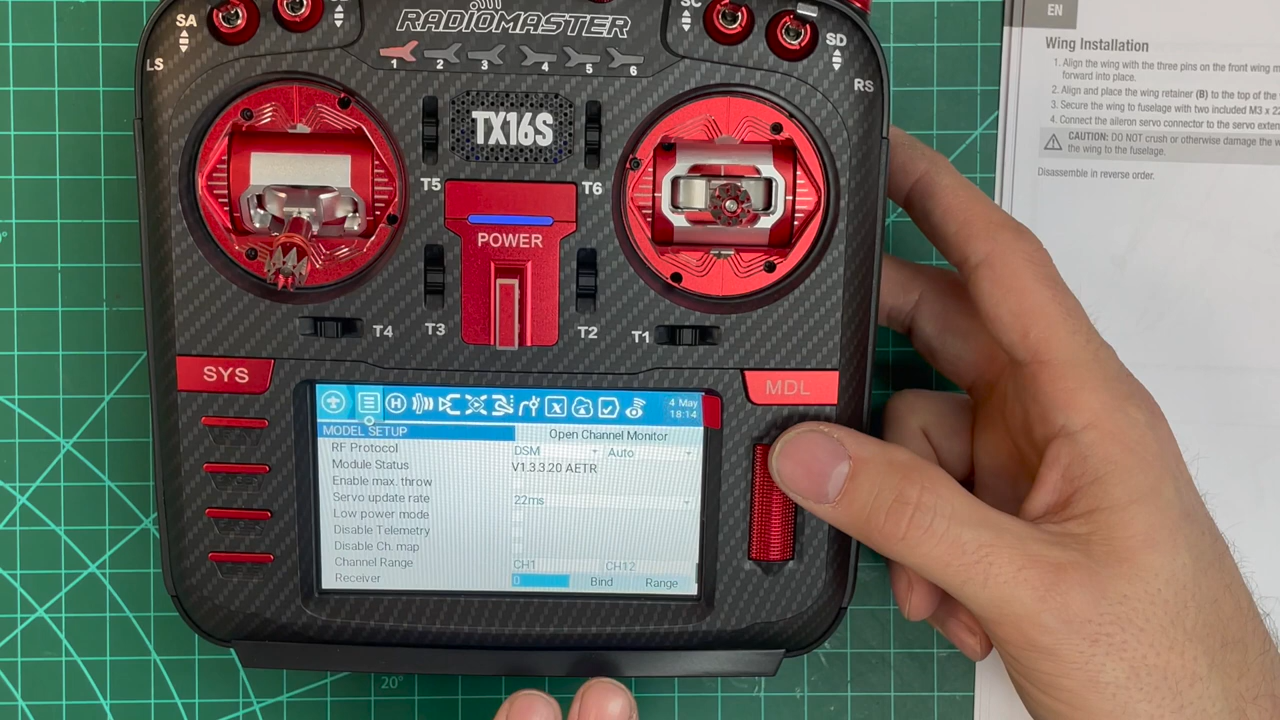 SA
SC
SD
LS
RS
RADIOMASTER
1 2 3 4 5 6
TX16S
T5
T6
POWER
T4
T3
T2
T1
SYS
MDL
4 May
18:14
MODEL SETUP
Open Channel Monitor
RF Protocol DSM Auto
Module Status V1.3.3.20 AETR
Enable max. throw
Servo update rate 22ms
Low power mode
Disable Telemetry
Disable Ch. map
Channel Range CH1 CH12
Receiver 0 Bind Range
20°
EN
Wing Installation
1. Align the wing with the three pins on the front wing
forward into place.
2. Align and place the wing retainer (B) to the top of the
3. Secure the wing to fuselage with two included M3 x
4. Connect the aileron servo connector to the servo
CAUTION: DO NOT crush or otherwise damage the
the wing to the fuselage.
Disassemble in reverse order.